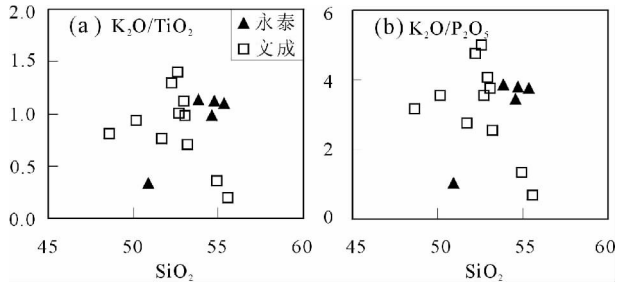 (a) K₂O/TiO₂
▲ 永泰
□ 文成
2.0
1.5
1.0
0.5
0.0
45 50 55 60
SiO₂
(b) K₂O/P₂O₅
6
4
2
0
45 50 55 60
SiO₂